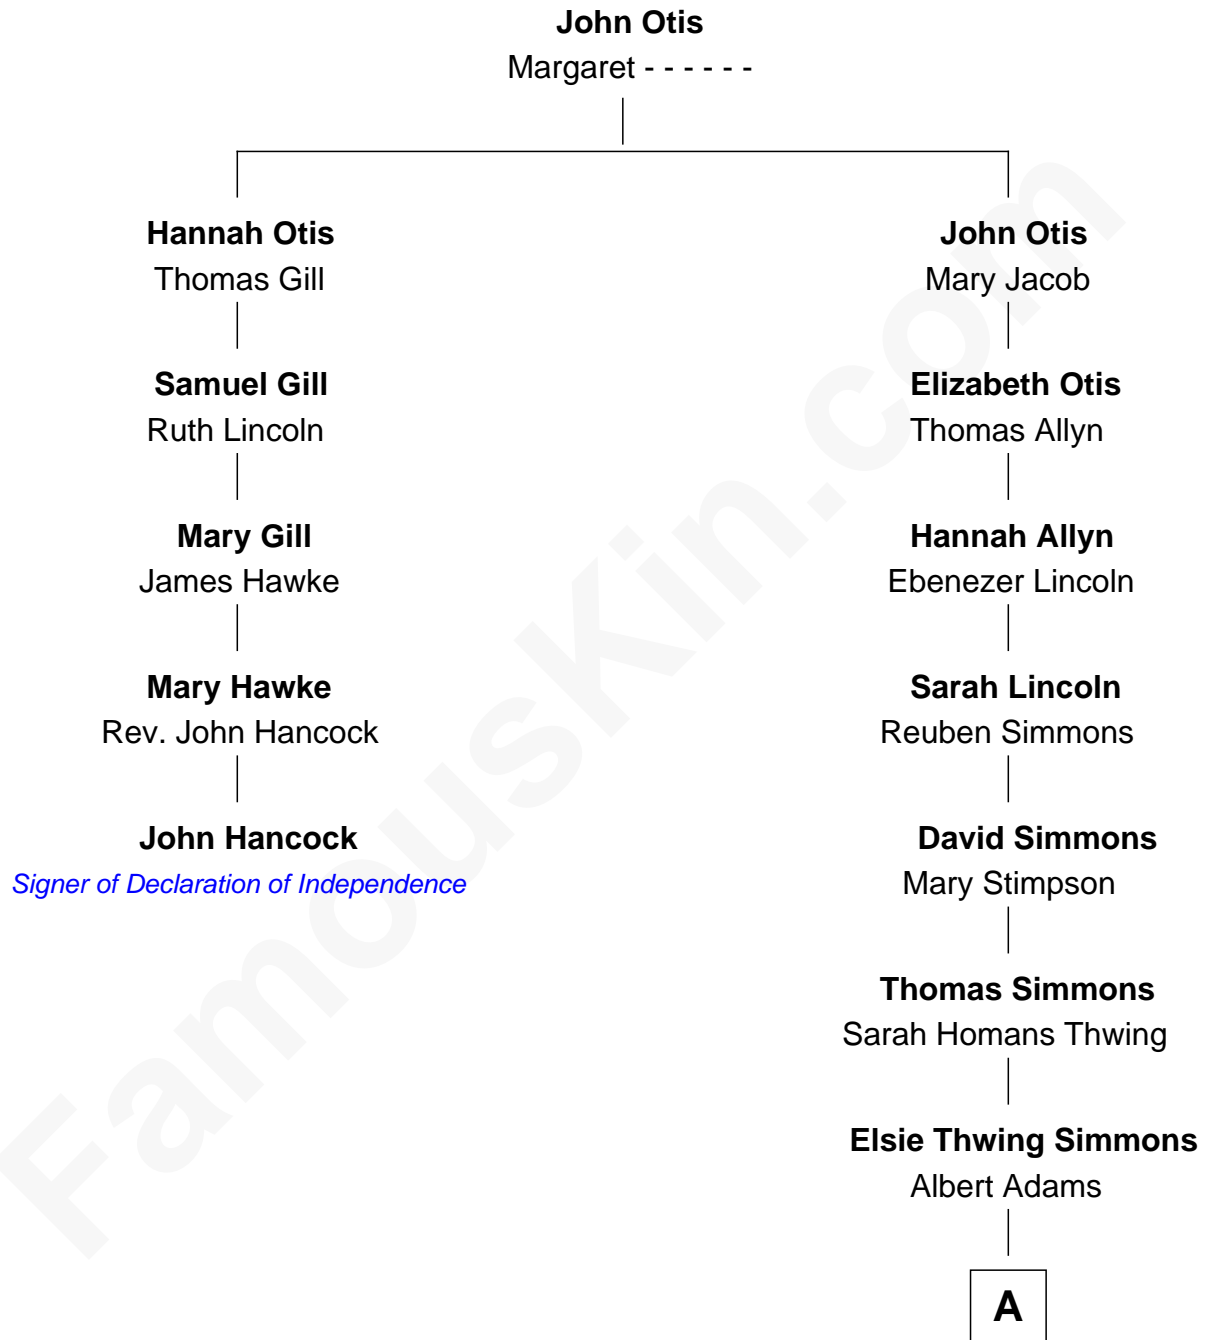 John Otis
Margaret - - - - - -
Hannah Otis
Thomas Gill
Samuel Gill
Ruth Lincoln
Mary Gill
James Hawke
Mary Hawke
Rev. John Hancock
John Hancock
Signer of Declaration of Independence
John Otis
Mary Jacob
Elizabeth Otis
Thomas Allyn
Hannah Allyn
Ebenezer Lincoln
Sarah Lincoln
Reuben Simmons
David Simmons
Mary Stimpson
Thomas Simmons
Sarah Homans Thwing
Elsie Thwing Simmons
Albert Adams
A
FamousKin.com